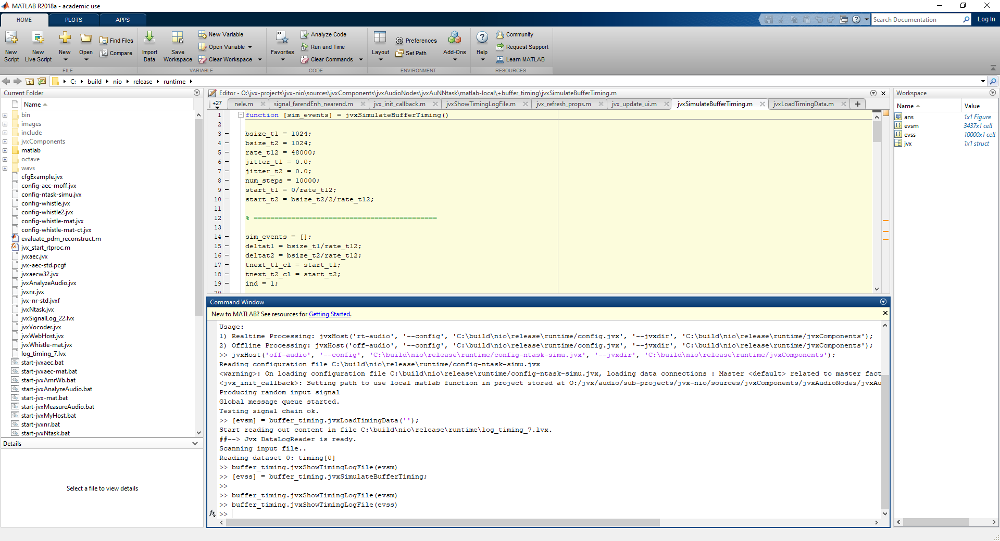 MATLAB R2018a - academic use
HOME PLOTS APPS
Search Documentation
Log In
New Script
New Live Script
New
Open
Find Files
Compare
FILE
Import Data
Save Workspace
New Variable
Open Variable
Clear Workspace
VARIABLE
Favorites
Analyze Code
Run and Time
Clear Commands
CODE
Layout
Preferences
Set Path
Add-Ons
ENVIRONMENT
Help
Community
Request Support
Learn MATLAB
RESOURCES
C: build nio release runtime
Current Folder
Name
bin
images
include
jvxComponents
matlab
octave
wavs
cfgExample.jvx
config-aec-moff.jvx
config-ntask-simu.jvx
config-whistle.jvx
config-whistle2.jvx
config-whistle-mat.jvx
config-whistle-mat-ct.jvx
evaluate_pdm_reconstruct.m
jvx_start_rtproc.m
jvxaec.jvx
jvx-aec-std.pcgf
jvxaecw32.jvx
jvxAnalyzeAudio.jvx
jvxnr.jvx
jvx-nr-std.jvxf
jvxNtask.jvx
jvxSignalLog_22.lvx
jvxVocoder.jvx
jvxWebHost.jvx
jvxWhistle-mat.jvx
log_timing_7.lvx
start-jvxaec.bat
start-jvxaec-mat.bat
start-jvxAmrWb.bat
start-jvxAnalyzeAudio.bat
start-jvx-mat.bat
start-jvxMeasureAudio.bat
start-jvxMyHost.bat
start-jvxnr.bat
start-jvxNtask.bat
Details
Select a file to view details
Editor - O:\jvx-projects\jvx-nio\sources\jvxComponents\jvxAudioNodes\jvxAuNNtask\matlab-local\+buffer_timing\jvxSimulateBufferTiming.m
+27 nele.m signal_farendEnh_nearend.m jvx_init_callback.m jvxShowTimingLogFile.m jvx_refresh_props.m jvx_update_ui.m jvxSimulateBufferTiming.m jvxLoadTimingData.m
1 function [sim_events] = jvxSimulateBufferTiming()
2
3 – bsize_t1 = 1024;
4 – bsize_t2 = 1024;
5 – rate_t12 = 48000;
6 – jitter_t1 = 0.0;
7 – jitter_t2 = 0.0;
8 – num_steps = 10000;
9 – start_t1 = 0/rate_t12;
10 – start_t2 = bsize_t2/2/rate_t12;
11
12 % ============================================
13
14 – sim_events = [];
15 – deltat1 = bsize_t1/rate_t12;
16 – deltat2 = bsize_t2/rate_t12;
17 – tnext_t1_cl = start_t1;
18 – tnext_t2_cl = start_t2;
19 – ind = 1;
20
Command Window
New to MATLAB? See resources for Getting Started.
Usage:
1) Realtime Processing: jvxHost('rt-audio', '--config', 'C:\build\nio\release\runtime/config.jvx', '--jvxdir', 'C:\build\nio\release\runtime/jvxComponents');
2) Offline Processing: jvxHost('off-audio', '--config', 'C:\build\nio\release\runtime/config.jvx', '--jvxdir', 'C:\build\nio\release\runtime/jvxComponents');
>> jvxHost('off-audio', '--config', 'C:\build\nio\release\runtime/config-ntask-simu.jvx', '--jvxdir', 'C:\build\nio\release\runtime/jvxComponents');
Reading configuration file C:\build\nio\release\runtime/config-ntask-simu.jvx
<warning>: On loading configuration file C:\build\nio\release\runtime/config-ntask-simu.jvx, loading data connections : Master <default> related to master fact
<jvx_init_callback>: Setting path to use local matlab function in project stored at O:/jvx/audio/sub-projects/jvx-nio/sources/jvxComponents/jvxAudioNodes/jvxAu
Producing random input signal
Global message queue started.
Testing signal chain ok.
>> [evsm] = buffer_timing.jvxLoadTimingData('');
Start reading out content in file C:\build\nio\release\runtime\log_timing_7.lvx.
##--> Jvx DataLogReader is ready.
Scanning input file..
Reading dataset 0: timing[0]
>> buffer_timing.jvxShowTimingLogFile(evsm)
>> [evss] = buffer_timing.jvxSimulateBufferTiming;
>>
>> buffer_timing.jvxShowTimingLogFile(evsm)
>> buffer_timing.jvxShowTimingLogFile(evss)
fx >>
Workspace
Name Value
ans 1x1 Figure
evsm 3437x1 cell
evss 10000x1 cell
jvx 1x1 struct